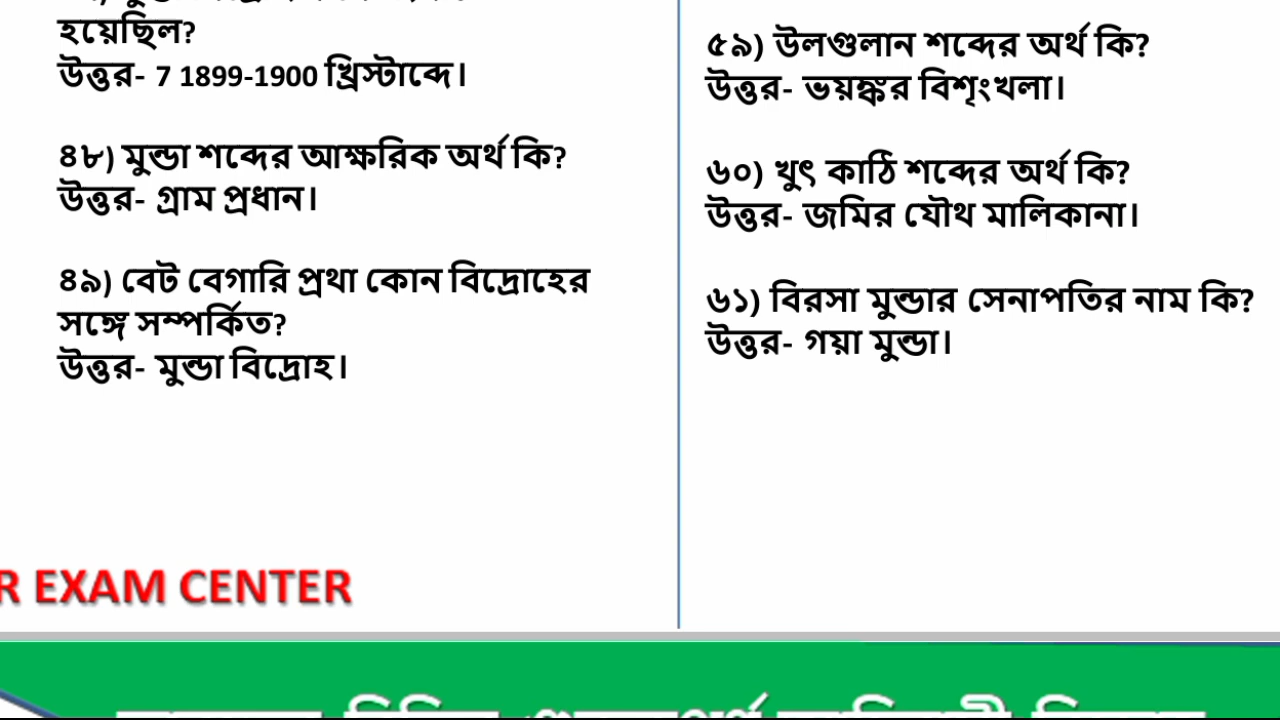 হয়েছিল?
উত্তর- 7 1899-1900 খ্রিস্টাব্দে।
৪৮) মুন্ডা শব্দের আক্ষরিক অর্থ কি?
উত্তর- গ্রাম প্রধান।
৪৯) বেট বেগারি প্রথা কোন বিদ্রোহের
সঙ্গে সম্পর্কিত?
উত্তর- মুন্ডা বিদ্রোহ।
R EXAM CENTER
৫৯) উলগুলান শব্দের অর্থ কি?
উত্তর- ভয়ঙ্কর বিশৃংখলা।
৬০) খুৎ কাঠি শব্দের অর্থ কি?
উত্তর- জমির যৌথ মালিকানা।
৬১) বিরসা মুন্ডার সেনাপতির নাম কি?
উত্তর- গয়া মুন্ডা।